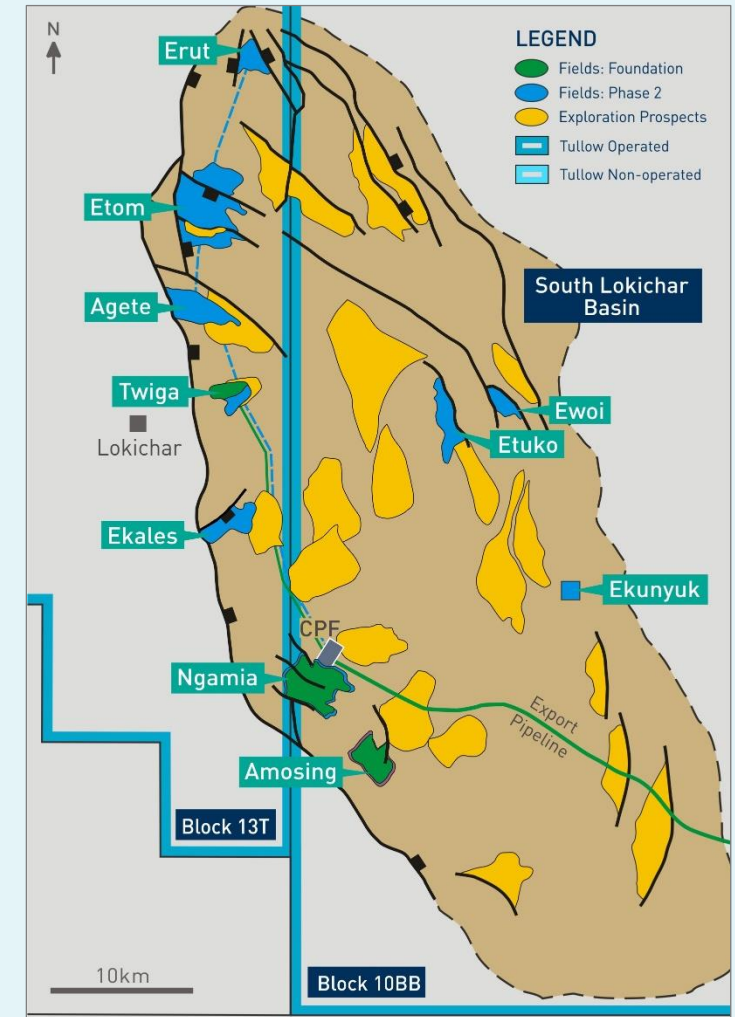 N
LEGEND
Fields: Foundation
Fields: Phase 2
Exploration Prospects
Tullow Operated
Tullow Non-operated
Erut
Etom
South Lokichar
Basin
Agete
Twiga
Lokichar
Ewoi
Etuko
Ekales
Ekunyuk
CPF
Ngamia
Export
Pipeline
Amosing
Block 13T
10km
Block 10BB